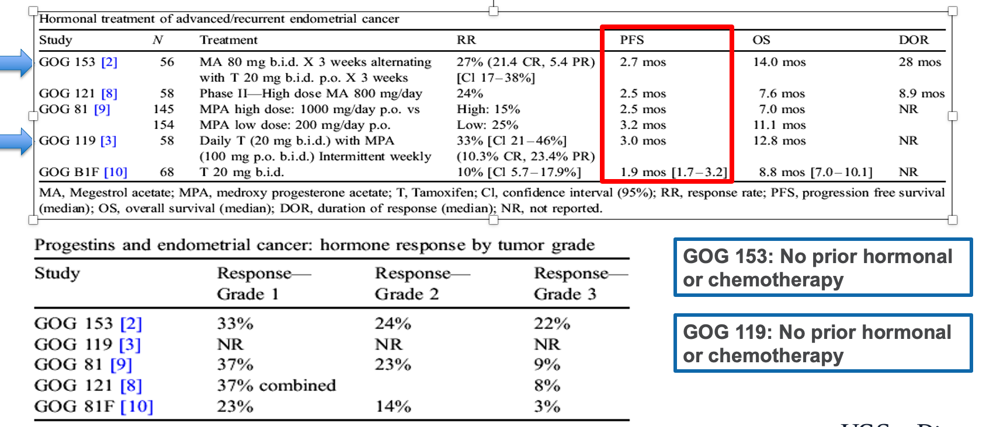 Hormonal treatment of advanced/recurrent endometrial cancer
Study N Treatment RR PFS OS DOR
GOG 153 [2] 56 MA 80 mg b.i.d. X 3 weeks alternating 27% (21.4 CR, 5.4 PR) 2.7 mos 14.0 mos 28 mos
with T 20 mg b.i.d. p.o. X 3 weeks [Cl 17–38%]
GOG 121 [8] 58 Phase II—High dose MA 800 mg/day 24% 2.5 mos 7.6 mos 8.9 mos
GOG 81 [9] 145 MPA high dose: 1000 mg/day p.o. vs High: 15% 2.5 mos 7.0 mos NR
154 MPA low dose: 200 mg/day p.o. Low: 25% 3.2 mos 11.1 mos
GOG 119 [3] 58 Daily T (20 mg b.i.d.) with MPA 33% [Cl 21–46%] 3.0 mos 12.8 mos NR
(100 mg p.o. b.i.d.) Intermittent weekly (10.3% CR, 23.4% PR)
GOG B1F [10] 68 T 20 mg b.i.d. 10% [Cl 5.7–17.9%] 1.9 mos [1.7–3.2] 8.8 mos [7.0–10.1] NR
MA, Megestrol acetate; MPA, medroxy progesterone acetate; T, Tamoxifen; Cl, confidence interval (95%); RR, response rate; PFS, progression free survival
(median); OS, overall survival (median); DOR, duration of response (median); NR, not reported.
Progestins and endometrial cancer: hormone response by tumor grade
Study Response— Response— Response—
Grade 1 Grade 2 Grade 3
GOG 153 [2] 33% 24% 22%
GOG 119 [3] NR NR NR
GOG 81 [9] 37% 23% 9%
GOG 121 [8] 37% combined 8%
GOG 81F [10] 23% 14% 3%
GOG 153: No prior hormonal
or chemotherapy
GOG 119: No prior hormonal
or chemotherapy